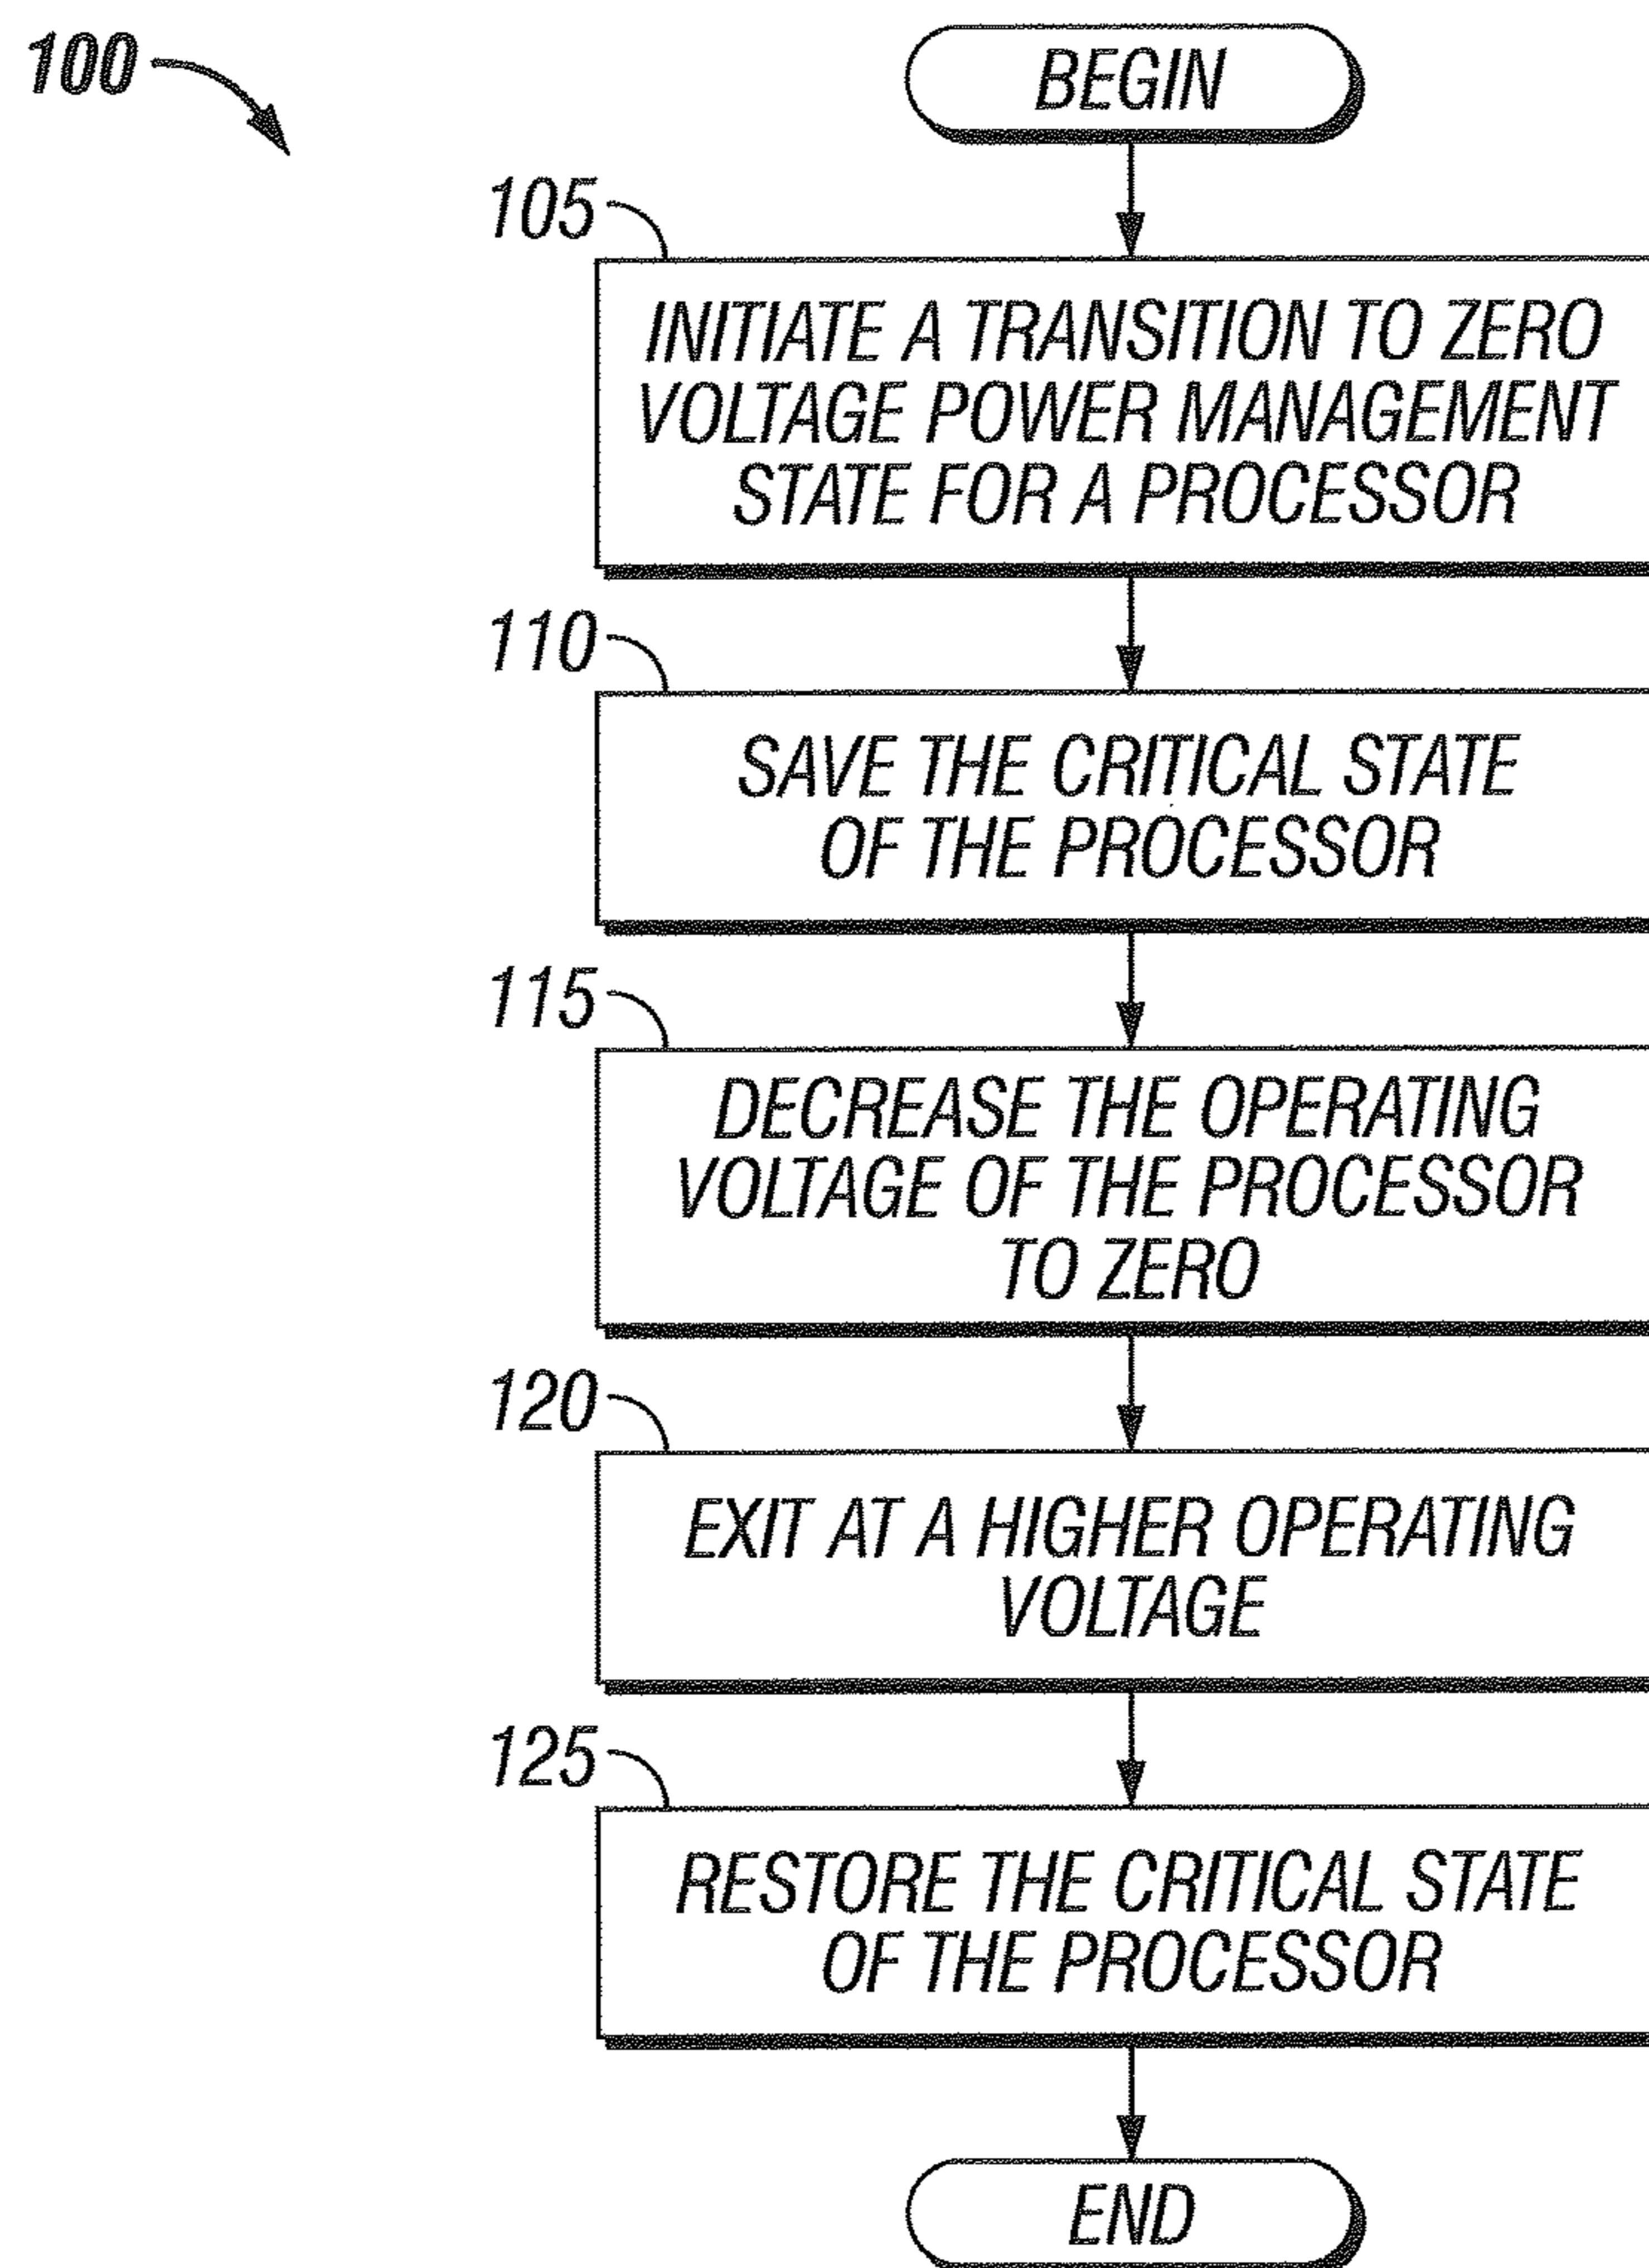 100
BEGIN
105
INITIATE A TRANSITION TO ZERO
VOLTAGE POWER MANAGEMENT
STATE FOR A PROCESSOR
110
SAVE THE CRITICAL STATE
OF THE PROCESSOR
115
DECREASE THE OPERATING
VOLTAGE OF THE PROCESSOR
TO ZERO
120
EXIT AT A HIGHER OPERATING
VOLTAGE
125
RESTORE THE CRITICAL STATE
OF THE PROCESSOR
END